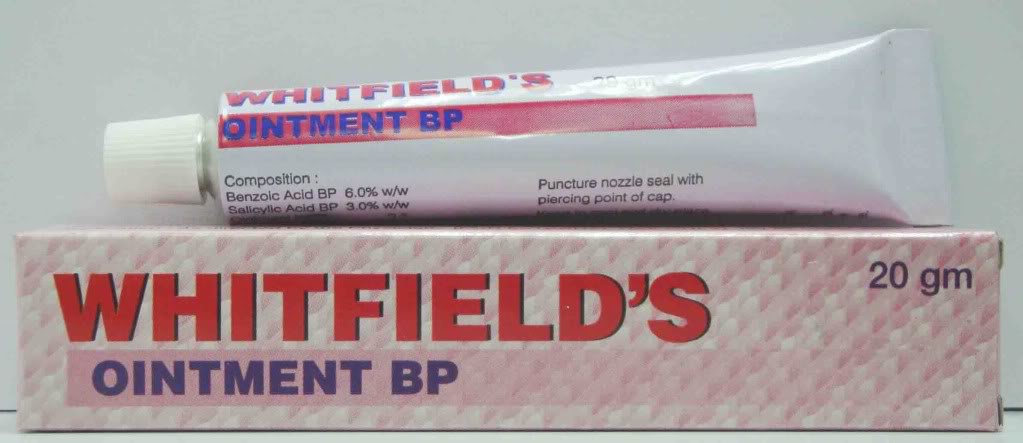 WHITFIELD'S
20 gm
OINTMENT BP
Composition :
Benzoic Acid BP 6.0% w/w
Salicylic Acid BP 3.0% w/w
Puncture nozzle seal with
piercing point of cap.
WHITFIELD'S
20 gm
OINTMENT BP